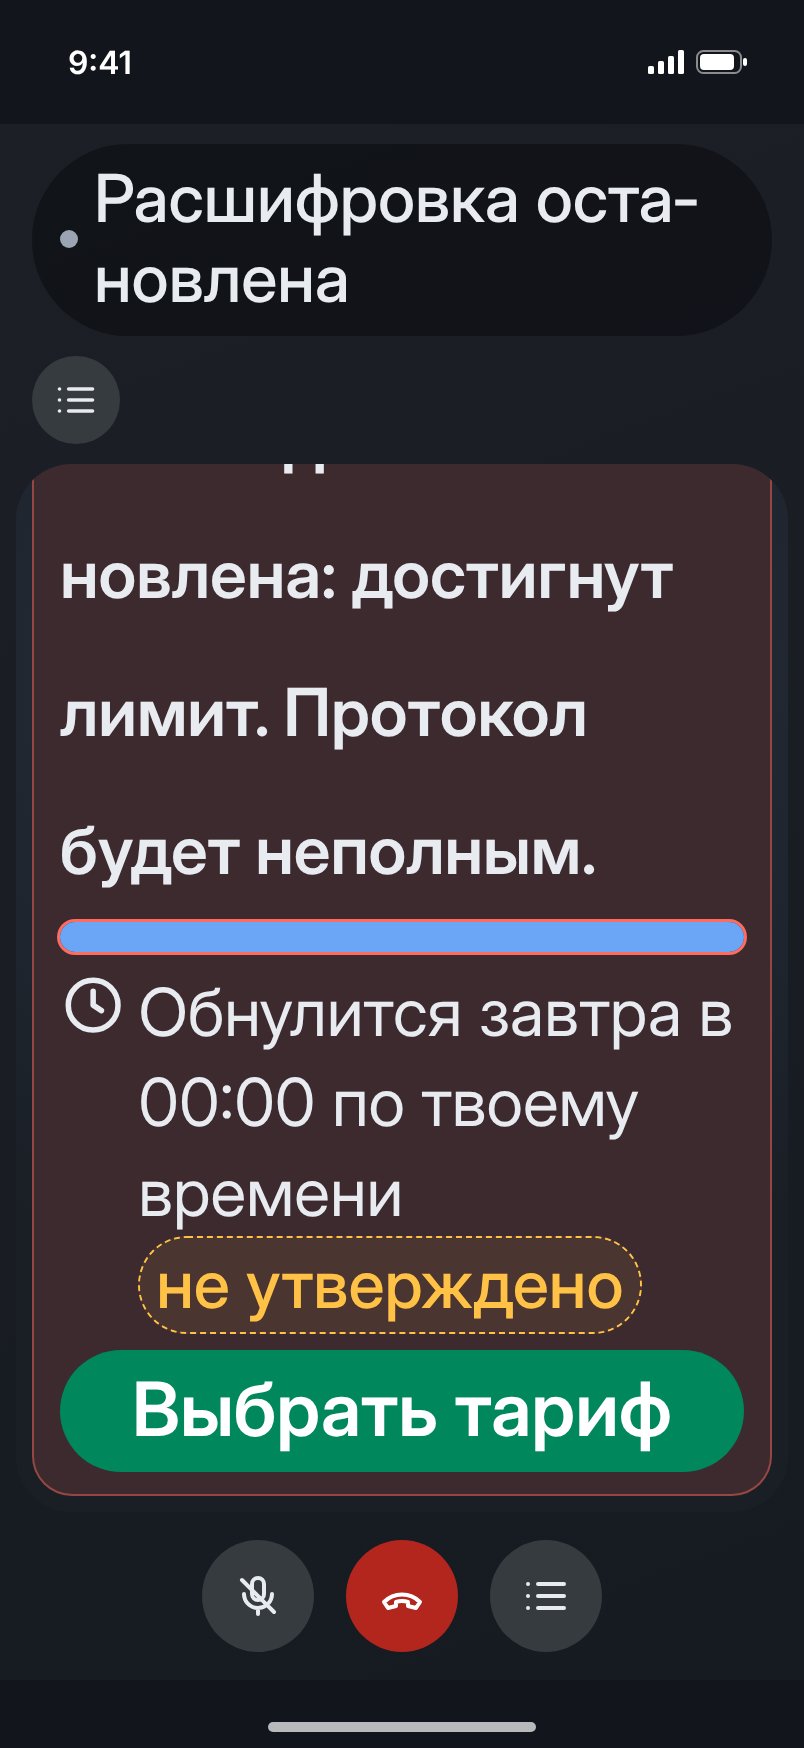 9:41
Расшифровка оста-
новлена
новлена: достигнут
лимит. Протокол
будет неполным.
Обнулится завтра в
00:00 по твоему
времени
не утверждено
Выбрать тариф